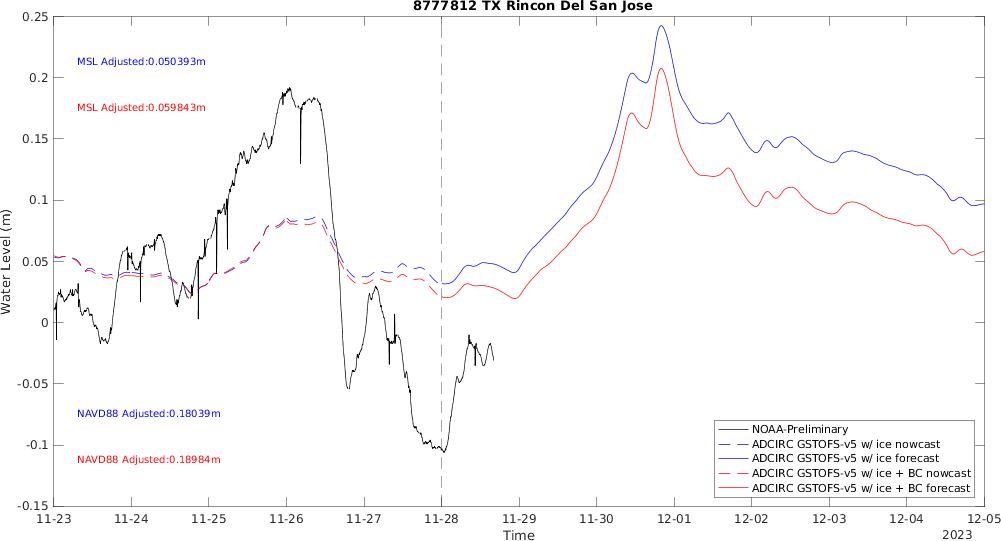 8777812 TX Rincon Del San Jose
0.25
0.2
0.15
0.1
0.05
0
-0.05
-0.1
-0.15
Water Level (m)
MSL Adjusted:0.050393m
MSL Adjusted:0.059843m
NAVD88 Adjusted:0.18039m
NAVD88 Adjusted:0.18984m
NOAA-Preliminary
ADCIRC GSTOFS-v5 w/ ice nowcast
ADCIRC GSTOFS-v5 w/ ice forecast
ADCIRC GSTOFS-v5 w/ ice + BC nowcast
ADCIRC GSTOFS-v5 w/ ice + BC forecast
11-23 11-24 11-25 11-26 11-27 11-28 11-29 11-30 12-01 12-02 12-03 12-04 12-05
Time
2023